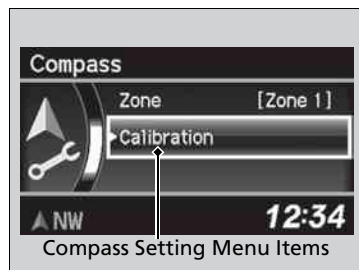 Compass
Zone [Zone 1]
Calibration
NW 12:34
Compass Setting Menu Items